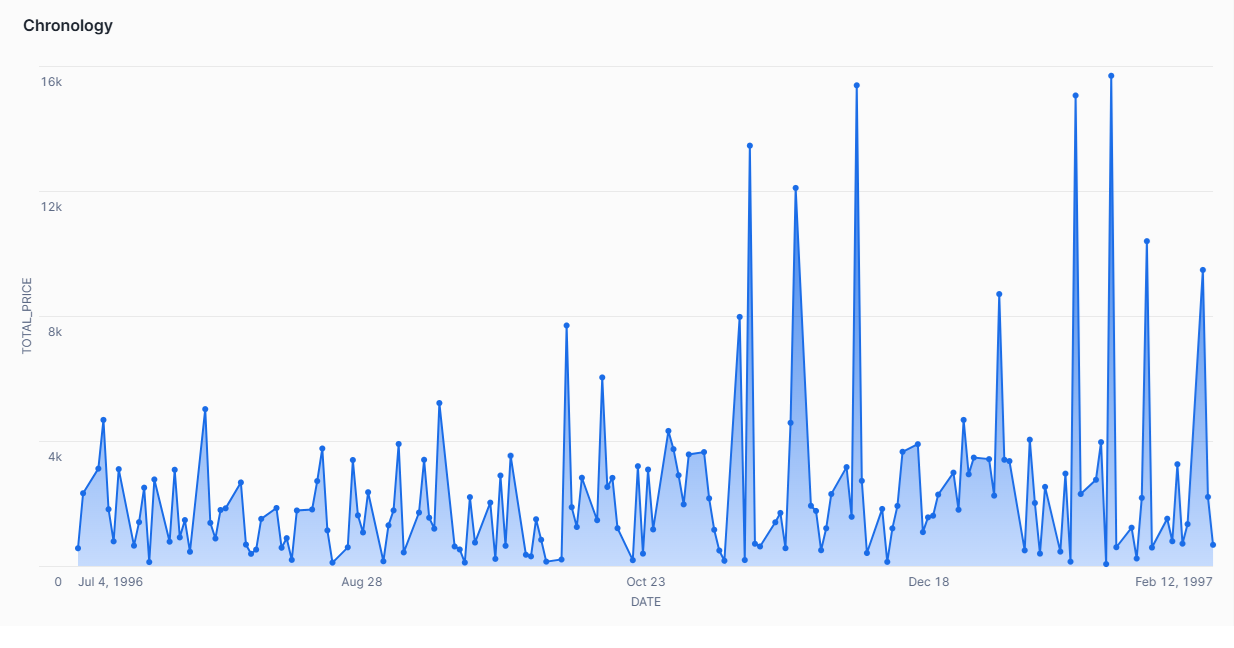 Chronology
16k
12k
8k
4k
0
TOTAL_PRICE
Jul 4, 1996 Aug 28 Oct 23 Dec 18 Feb 12, 1997
DATE